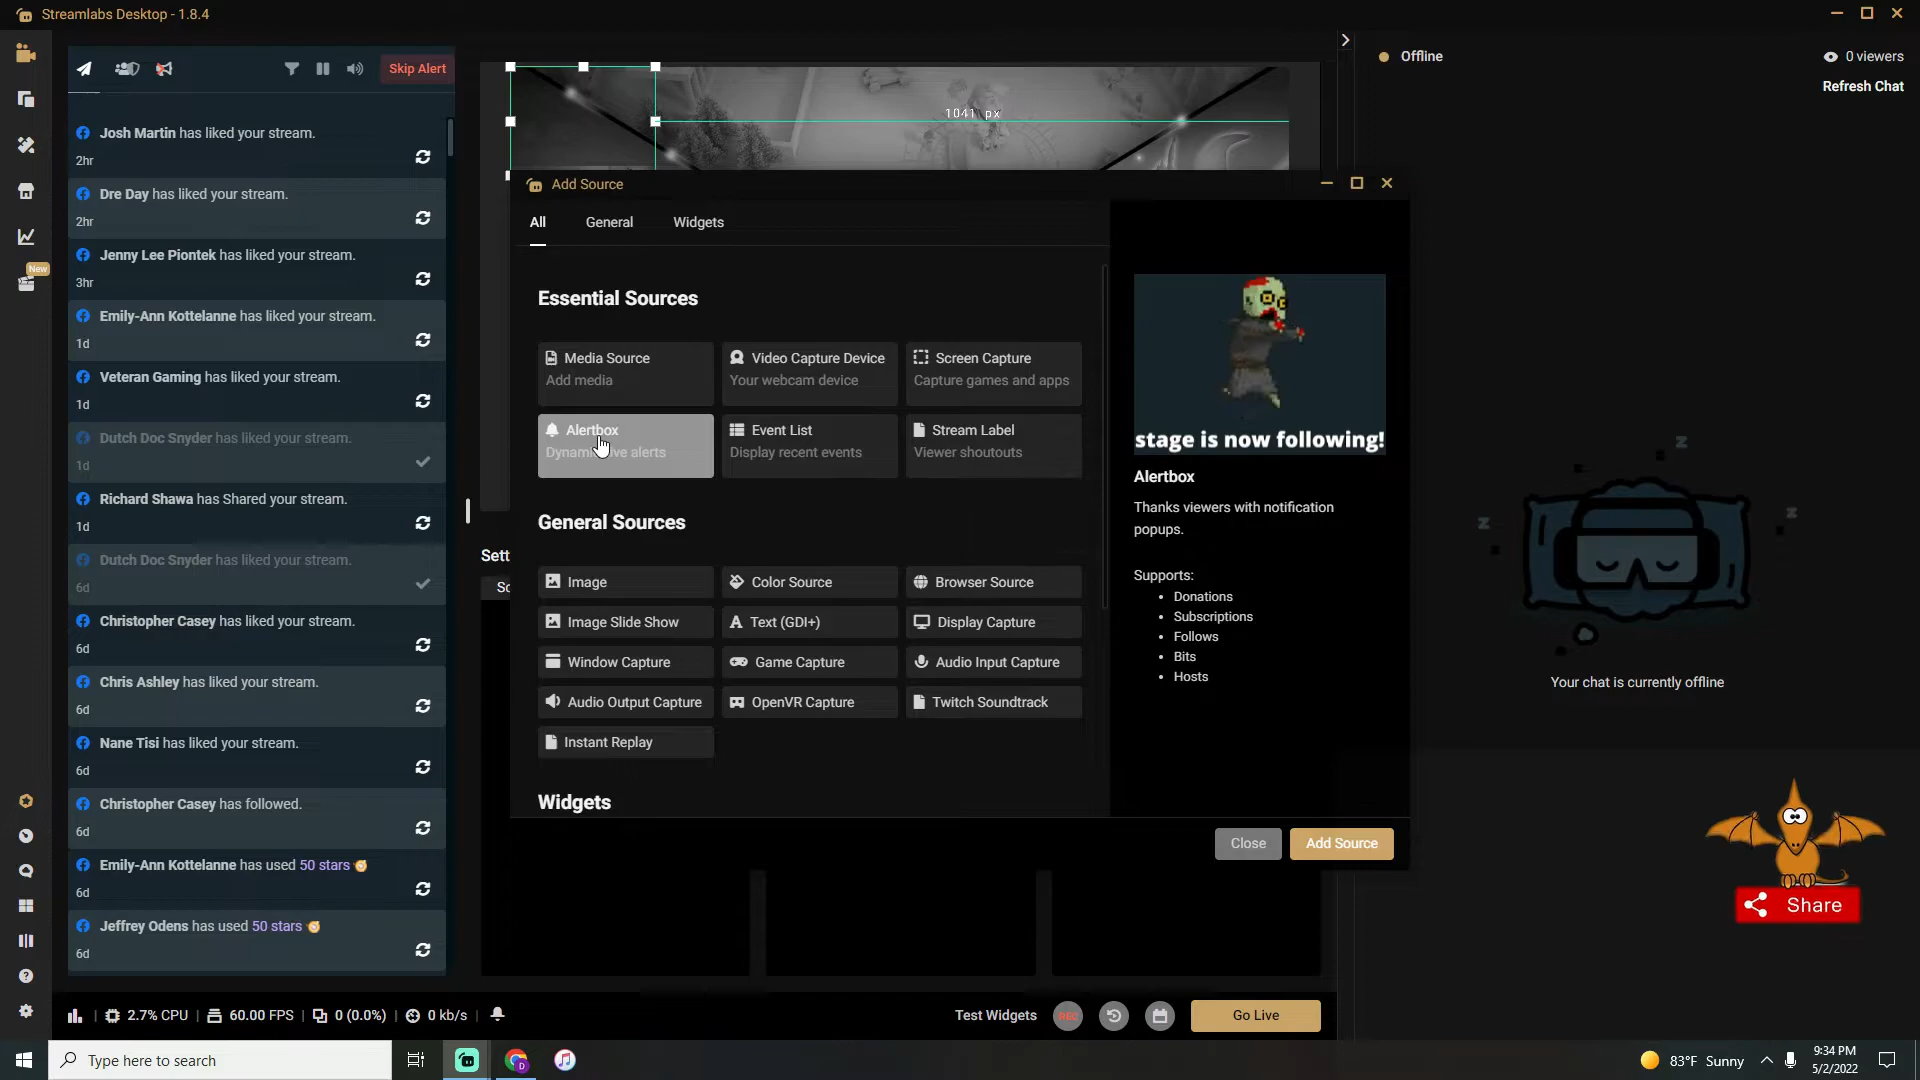 Streamlabs Desktop - 1.8.4
Skip Alert
Josh Martin has liked your stream.
2hr
Dre Day has liked your stream.
2hr
Jenny Lee Piontek has liked your stream.
3hr
Emily-Ann Kottelanne has liked your stream.
1d
Veteran Gaming has liked your stream.
1d
Dutch Doc Snyder has liked your stream.
1d
Richard Shawa has Shared your stream.
1d
Dutch Doc Snyder has liked your stream.
6d
Christopher Casey has liked your stream.
6d
Chris Ashley has liked your stream.
6d
Nane Tisi has liked your stream.
6d
Christopher Casey has followed.
6d
Emily-Ann Kottelanne has used 50 stars
6d
Jeffrey Odens has used 50 stars
6d
New
1041 px
Offline
0 viewers
Refresh Chat
Add Source
All General Widgets
Essential Sources
Media Source
Add media
Video Capture Device
Your webcam device
Screen Capture
Capture games and apps
Alertbox
Event List
Display recent events
Stream Label
Viewer shoutouts
General Sources
Image
Color Source
Browser Source
Image Slide Show
Text (GDI+)
Display Capture
Window Capture
Game Capture
Audio Input Capture
Audio Output Capture
OpenVR Capture
Twitch Soundtrack
Instant Replay
Widgets
stage is now following!
Alertbox
Thanks viewers with notification
popups.
Supports:
• Donations
• Subscriptions
• Follows
• Bits
• Hosts
Close
Add Source
Sett
Sc
z
z
z
Your chat is currently offline
Share
2.7% CPU 60.00 FPS 0 (0.0%) 0 kb/s
Test Widgets
REC
Go Live
Type here to search
D
83°F Sunny
9:34 PM
5/2/2022